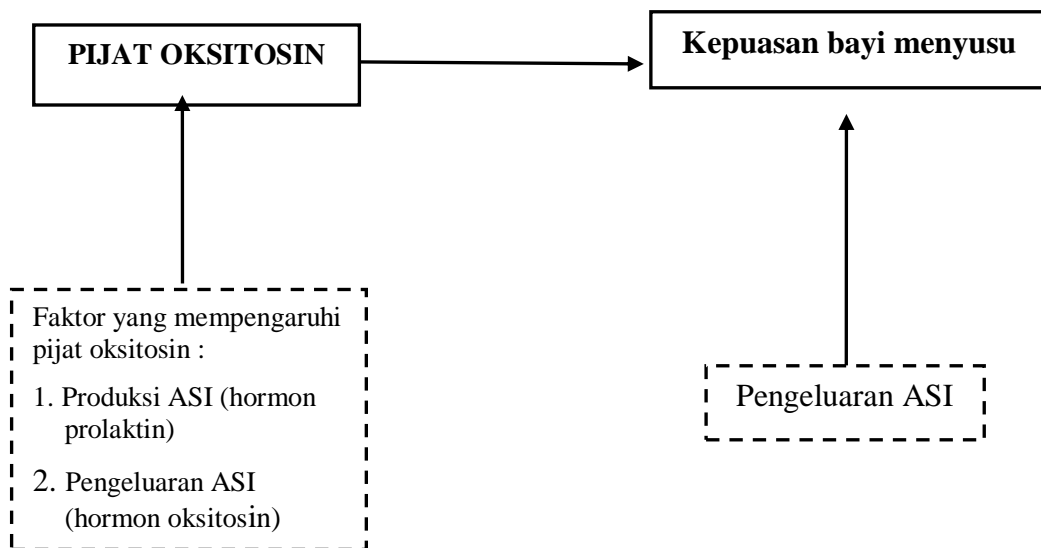 PIJAT OKSITOSIN
Kepuasan bayi menyusu
Faktor yang mempengaruhi
pijat oksitosin :
1. Produksi ASI (hormon
prolaktin)
2. Pengeluaran ASI
(hormon oksitosin)
Pengeluaran ASI